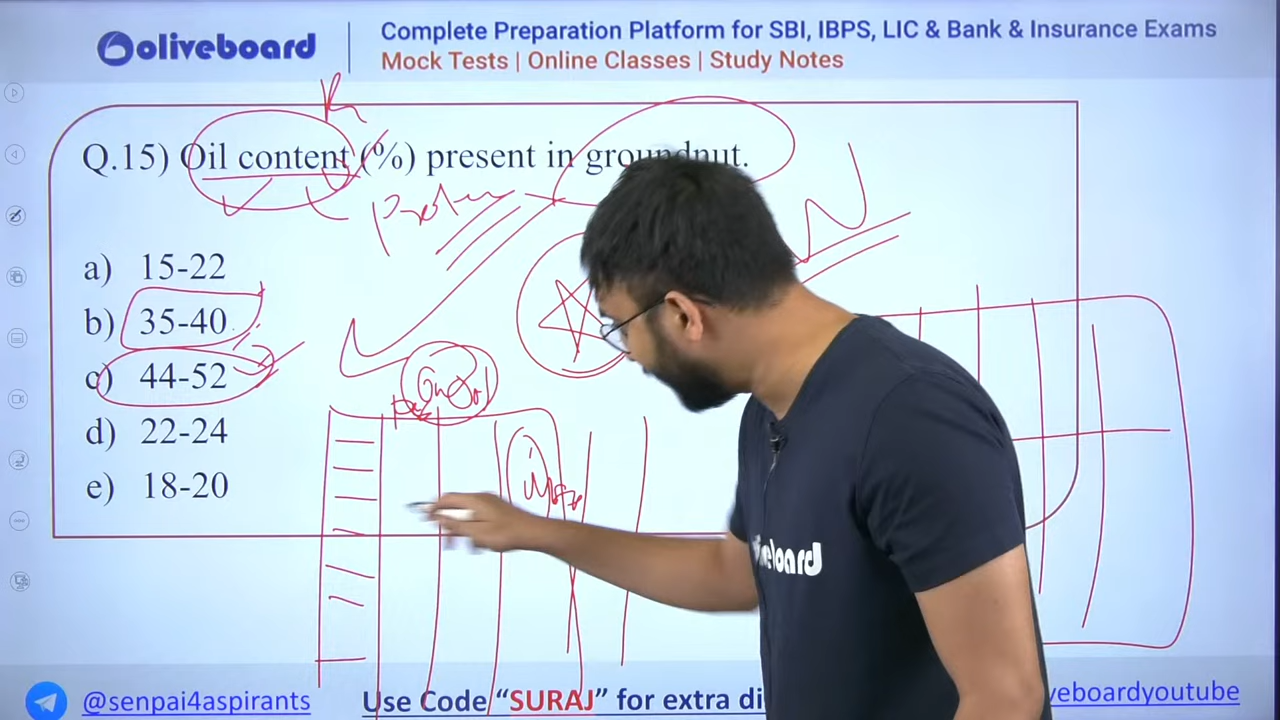 oliveboard
Complete Preparation Platform for SBI, IBPS, LIC & Bank & Insurance Exams
Mock Tests | Online Classes | Study Notes
Q.15) Oil content (%) present in groundnut.
a) 15-22
b) 35-40
c) 44-52
d) 22-24
e) 18-20
@senpai4aspirants
Use Code “SURAJ” for extra di
veboardyoutube